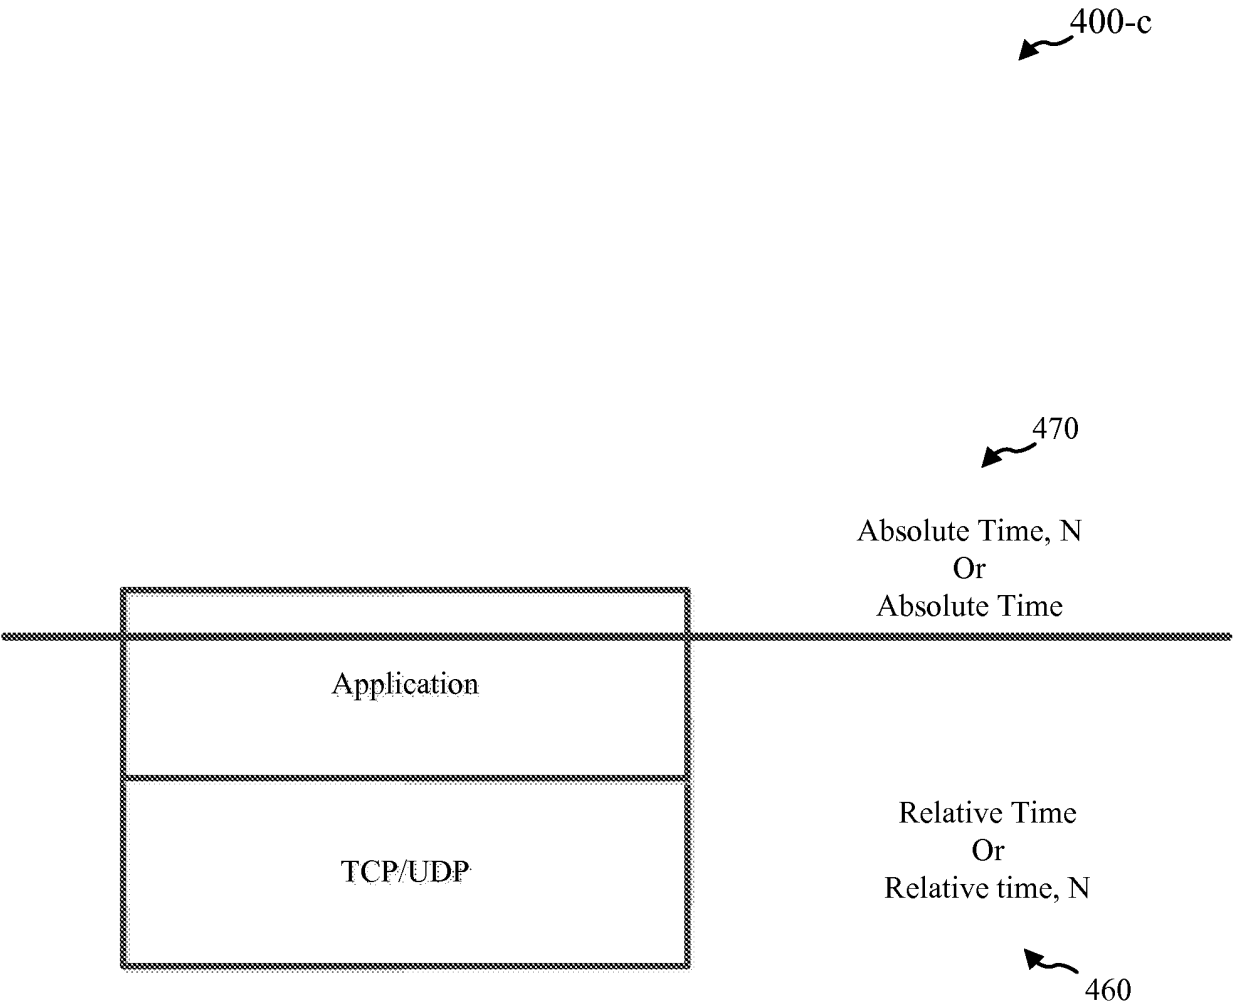 400-c
470
Absolute Time, N
Or
Absolute Time
Application
Relative Time
Or
TCP/UDP
Relative time, N
460